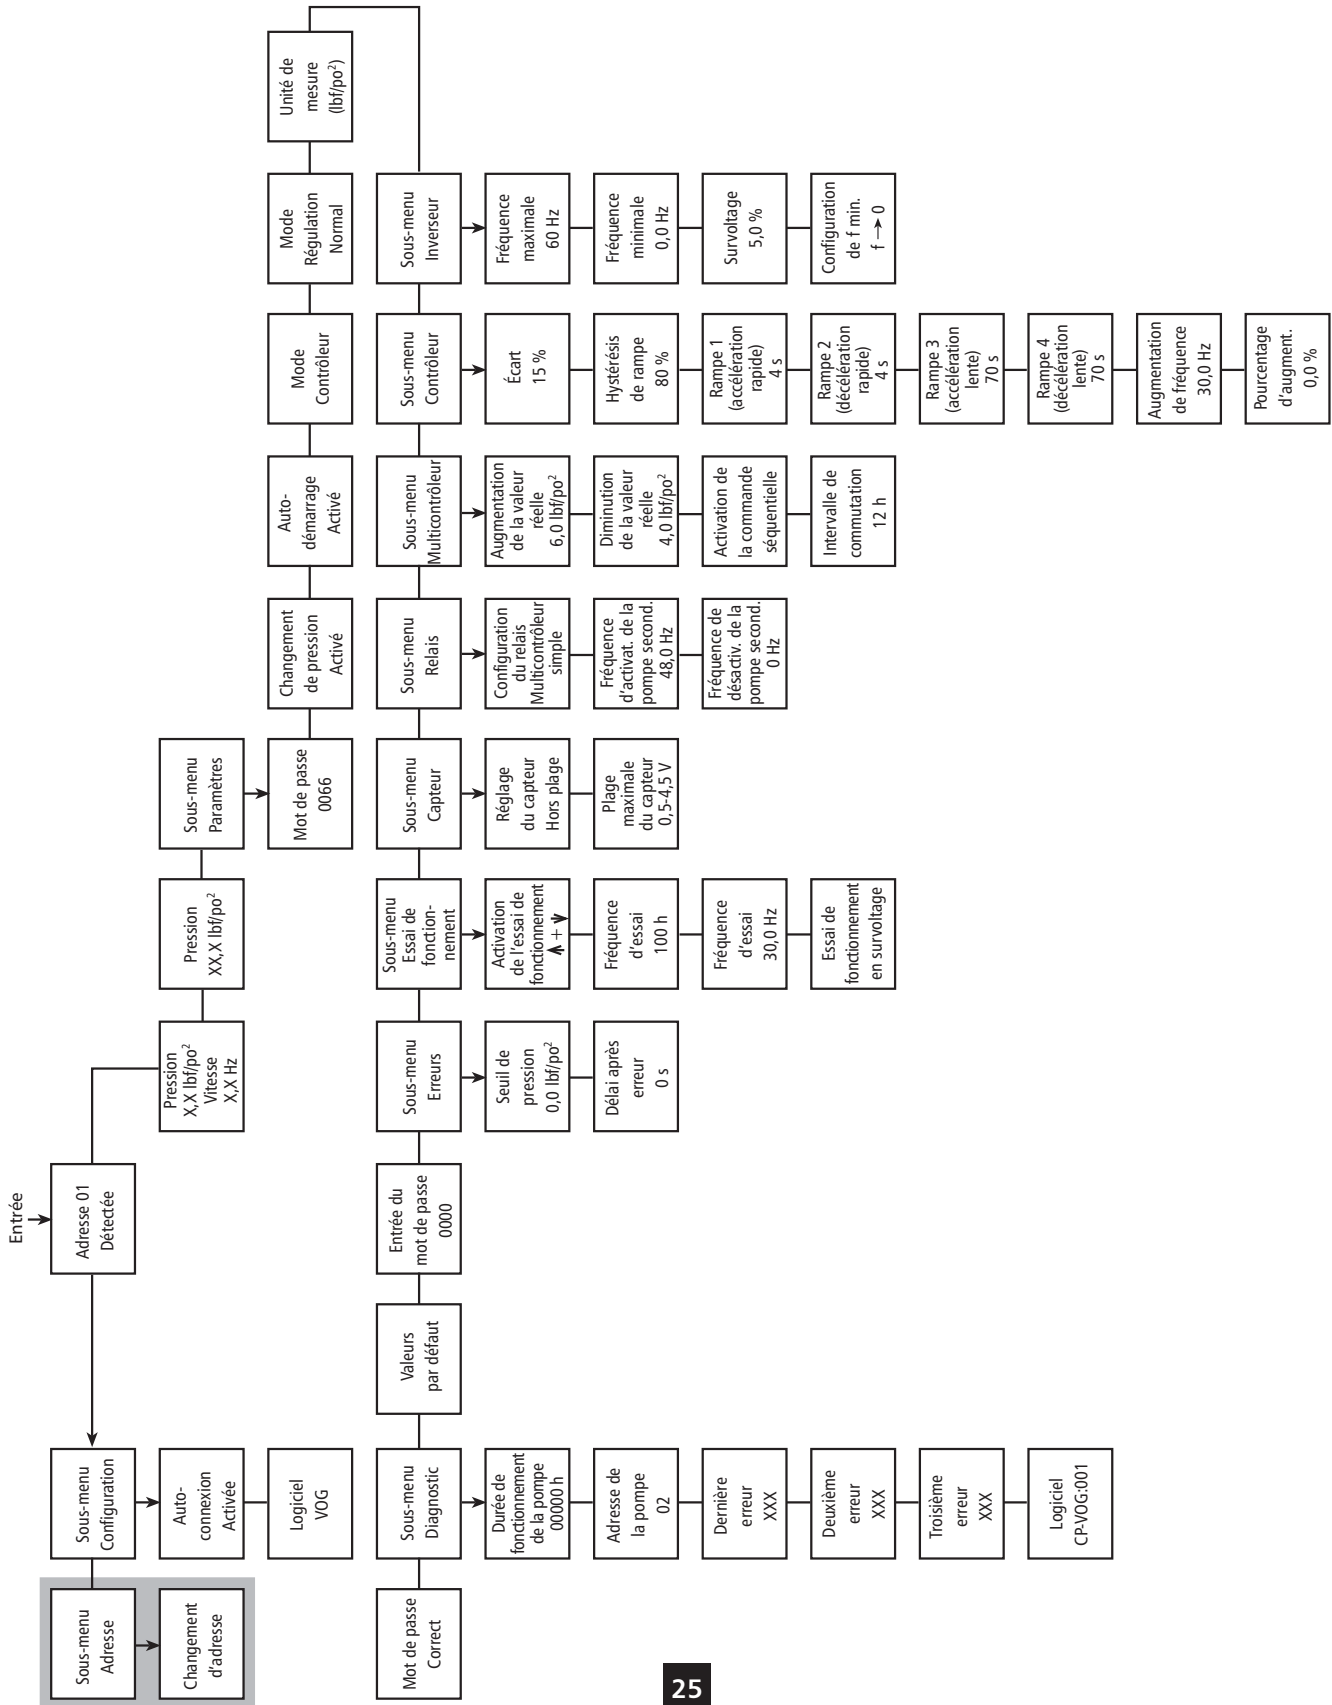 Entrée
Sous-menu
Adresse
Changement
d'adresse
Sous-menu
Configuration
Auto-
connexion
Activée
Logiciel
VOG
Adresse 01
Détectée
Pression
X,X lbf/po²
Vitesse
X,X Hz
Pression
XX,X lbf/po²
Sous-menu
Paramètres
Mot de passe
0066
Changement
de pression
Activé
Auto-
démarrage
Activé
Mode
Contrôleur
Mode
Régulation
Normal
Unité de
mesure
(lbf/po²)
Mot de passe
Correct
Sous-menu
Diagnostic
Durée de
fonctionnement
de la pompe
00000 h
Adresse de
la pompe
02
Dernière
erreur
XXX
Deuxième
erreur
XXX
Troisième
erreur
XXX
Logiciel
CP-VOG:001
Valeurs
par défaut
Entrée du
mot de passe
0000
Sous-menu
Erreurs
Seuil de
pression
0,0 lbf/po²
Délai après
erreur
0 s
Sous-menu
Essai de
fonction-
nement
Activation
de l'essai de
fonctionnement
+
Fréquence
d'essai
100 h
Fréquence
d'essai
30,0 Hz
Essai de
fonctionnement
en survoltage
Sous-menu
Capteur
Réglage
du capteur
Hors plage
Plage
maximale
du capteur
0,5-4,5 V
Sous-menu
Relais
Configuration
du relais
Multicontrôleur
simple
Fréquence
d'activat. de la
pompe second.
48,0 Hz
Fréquence de
désactiv. de la
pompe second.
0 Hz
Sous-menu
Multicontrôleur
Augmentation
de la valeur
réelle
6,0 lbf/po²
Diminution
de la valeur
réelle
4,0 lbf/po²
Activation de
la commande
séquentielle
Intervalle de
commutation
12 h
Sous-menu
Contrôleur
Écart
15 %
Hystérésis
de rampe
80 %
Rampe 1
(accélération
rapide)
4 s
Rampe 2
(décélération
rapide)
4 s
Rampe 3
(accélération
lente)
70 s
Rampe 4
(décélération
lente)
70 s
Augmentation
de fréquence
30,0 Hz
Pourcentage
d'augment.
0,0 %
Sous-menu
Inverseur
Fréquence
maximale
60 Hz
Fréquence
minimale
0,0 Hz
Survoltage
5,0 %
Configuration
de f min.
f → 0
25